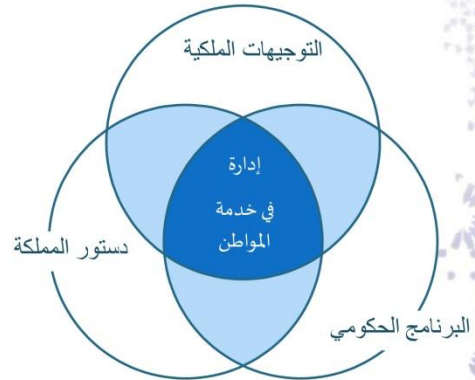 التوجيهات الملكية
إدارة
في خدمة
المواطن
دستور المملكة
البرنامج الحكومي